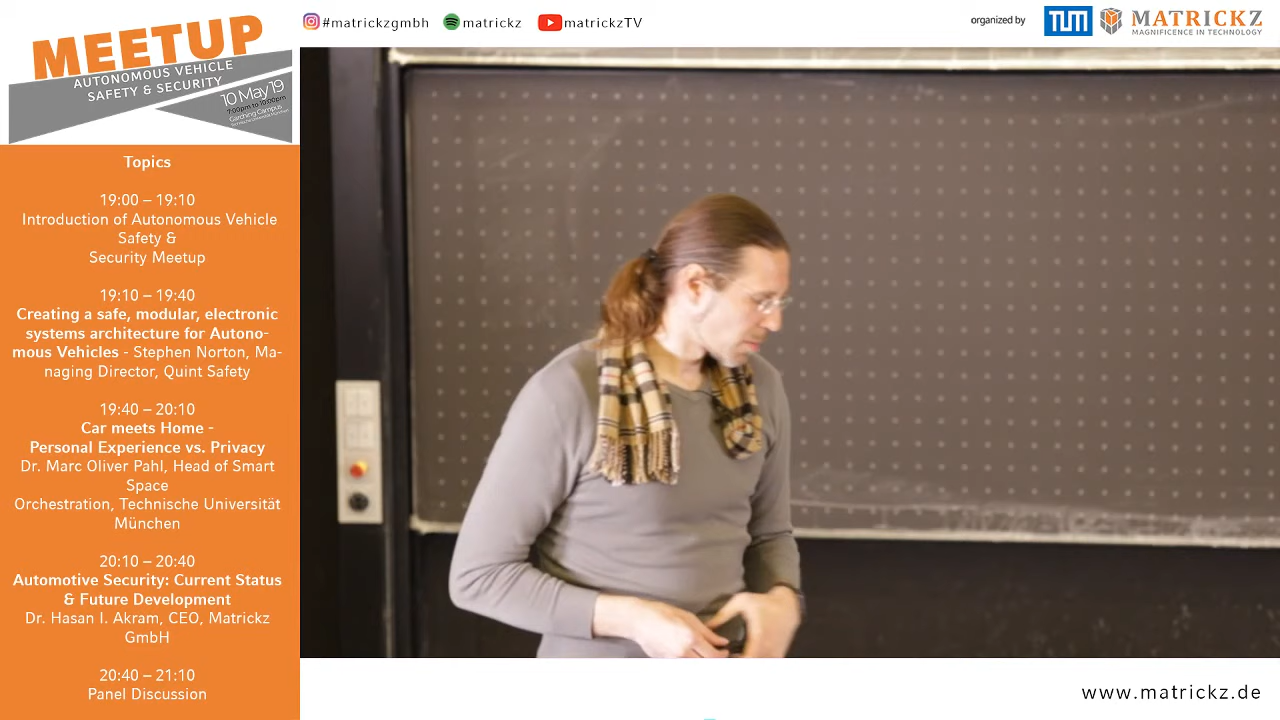 MEETUP
AUTONOMOUS VEHICLE
SAFETY & SECURITY
10 May 19
7:00pm to 10:00pm
Garching Campus
#matrickzgmbh
matrickz
matrickzTV
organized by
TUM
MATRICKZ
MAGNIFICENCE IN TECHNOLOGY
Topics
19:00 – 19:10
Introduction of Autonomous Vehicle
Safety &
Security Meetup
19:10 – 19:40
Creating a safe, modular, electronic
systems architecture for Autono-
mous Vehicles - Stephen Norton, Ma-
naging Director, Quint Safety
19:40 – 20:10
Car meets Home -
Personal Experience vs. Privacy
Dr. Marc Oliver Pahl, Head of Smart
Space
Orchestration, Technische Universität
München
20:10 – 20:40
Automotive Security: Current Status
& Future Development
Dr. Hasan I. Akram, CEO, Matrickz
GmbH
20:40 – 21:10
Panel Discussion
www.matrickz.de